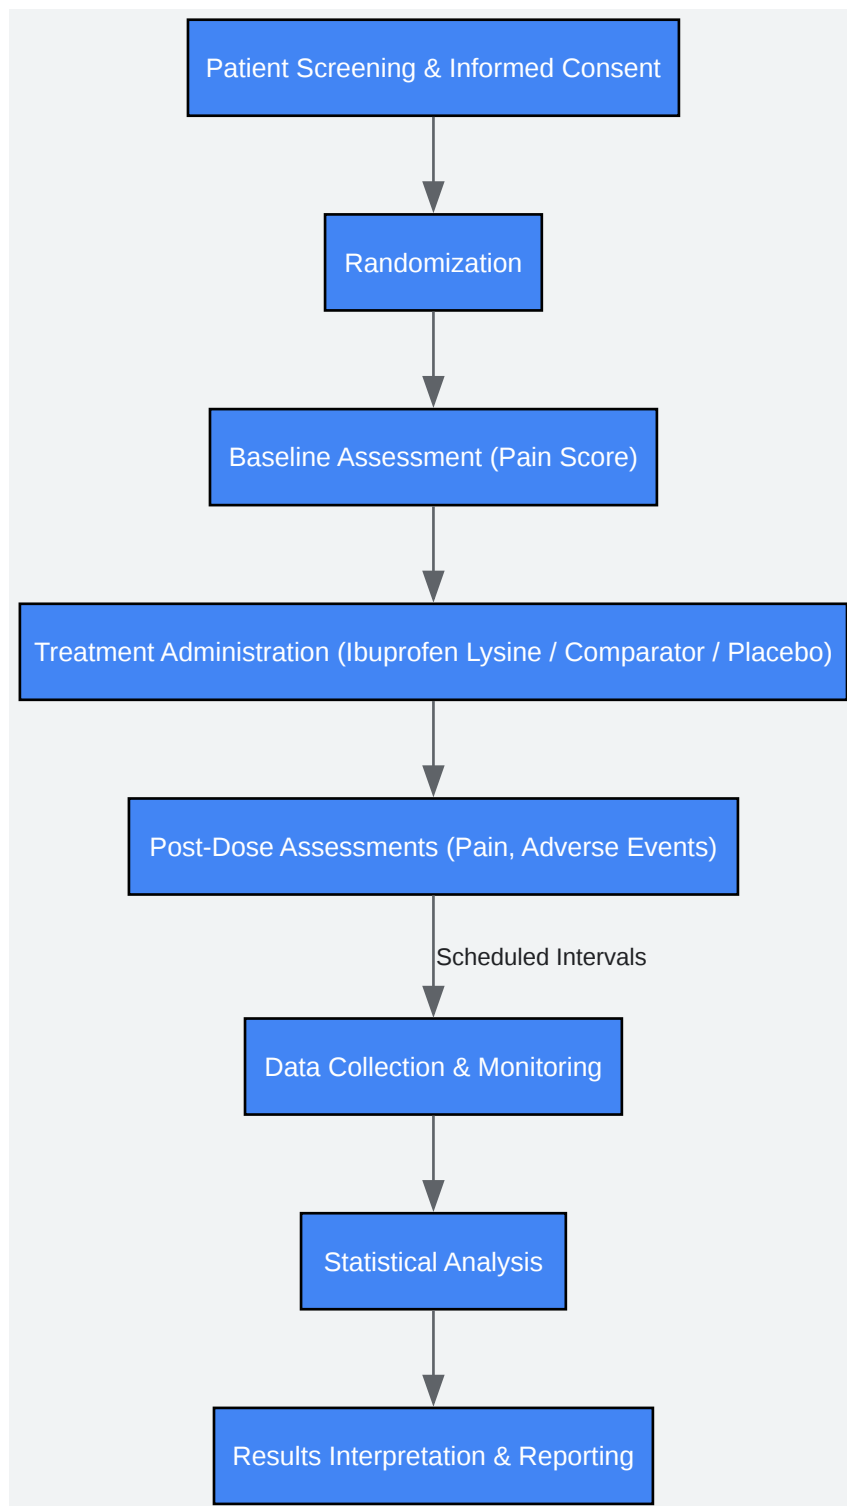 Patient Screening & Informed Consent
Randomization
Baseline Assessment (Pain Score)
Treatment Administration (Ibuprofen Lysine / Comparator / Placebo)
Post-Dose Assessments (Pain, Adverse Events)
Scheduled Intervals
Data Collection & Monitoring
Statistical Analysis
Results Interpretation & Reporting